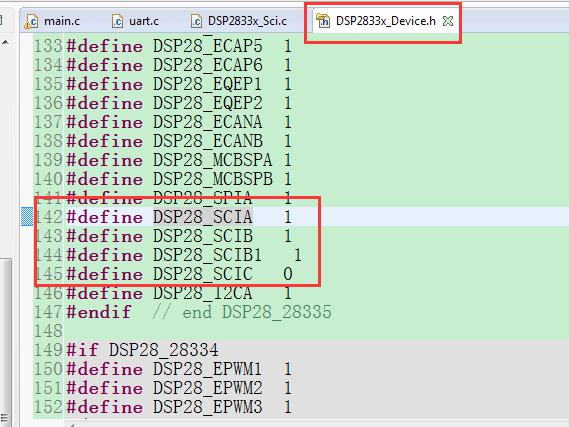 main.c uart.c DSP2833x_Sci.c DSP2833x_Device.h
133 #define DSP28_ECAP5 1
134 #define DSP28_ECAP6 1
135 #define DSP28_EQEP1 1
136 #define DSP28_EQEP2 1
137 #define DSP28_ECANA 1
138 #define DSP28_ECANB 1
139 #define DSP28_MCBSPA 1
140 #define DSP28_MCBSPB 1
141 #define DSP28_SPIA 1
142 #define DSP28_SCIA 1
143 #define DSP28_SCIB 1
144 #define DSP28_SCIB1 1
145 #define DSP28_SCIC 0
146 #define DSP28_I2CA 1
147 #endif // end DSP28_28335
148
149 #if DSP28_28334
150 #define DSP28_EPWM1 1
151 #define DSP28_EPWM2 1
152 #define DSP28_EPWM3 1